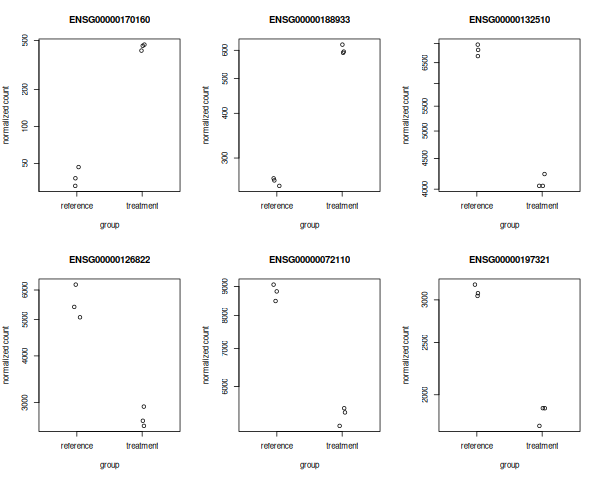 ENSG00000170160
normalized count
500
200
100
50
reference treatment
group
ENSG00000188933
normalized count
600
500
400
300
reference treatment
group
ENSG00000132510
normalized count
6500
5500
5000
4500
4000
reference treatment
group
ENSG00000126822
normalized count
6000
5000
4000
3000
reference treatment
group
ENSG00000072110
normalized count
9000
8000
7000
6000
reference treatment
group
ENSG00000197321
normalized count
3000
2500
2000
reference treatment
group